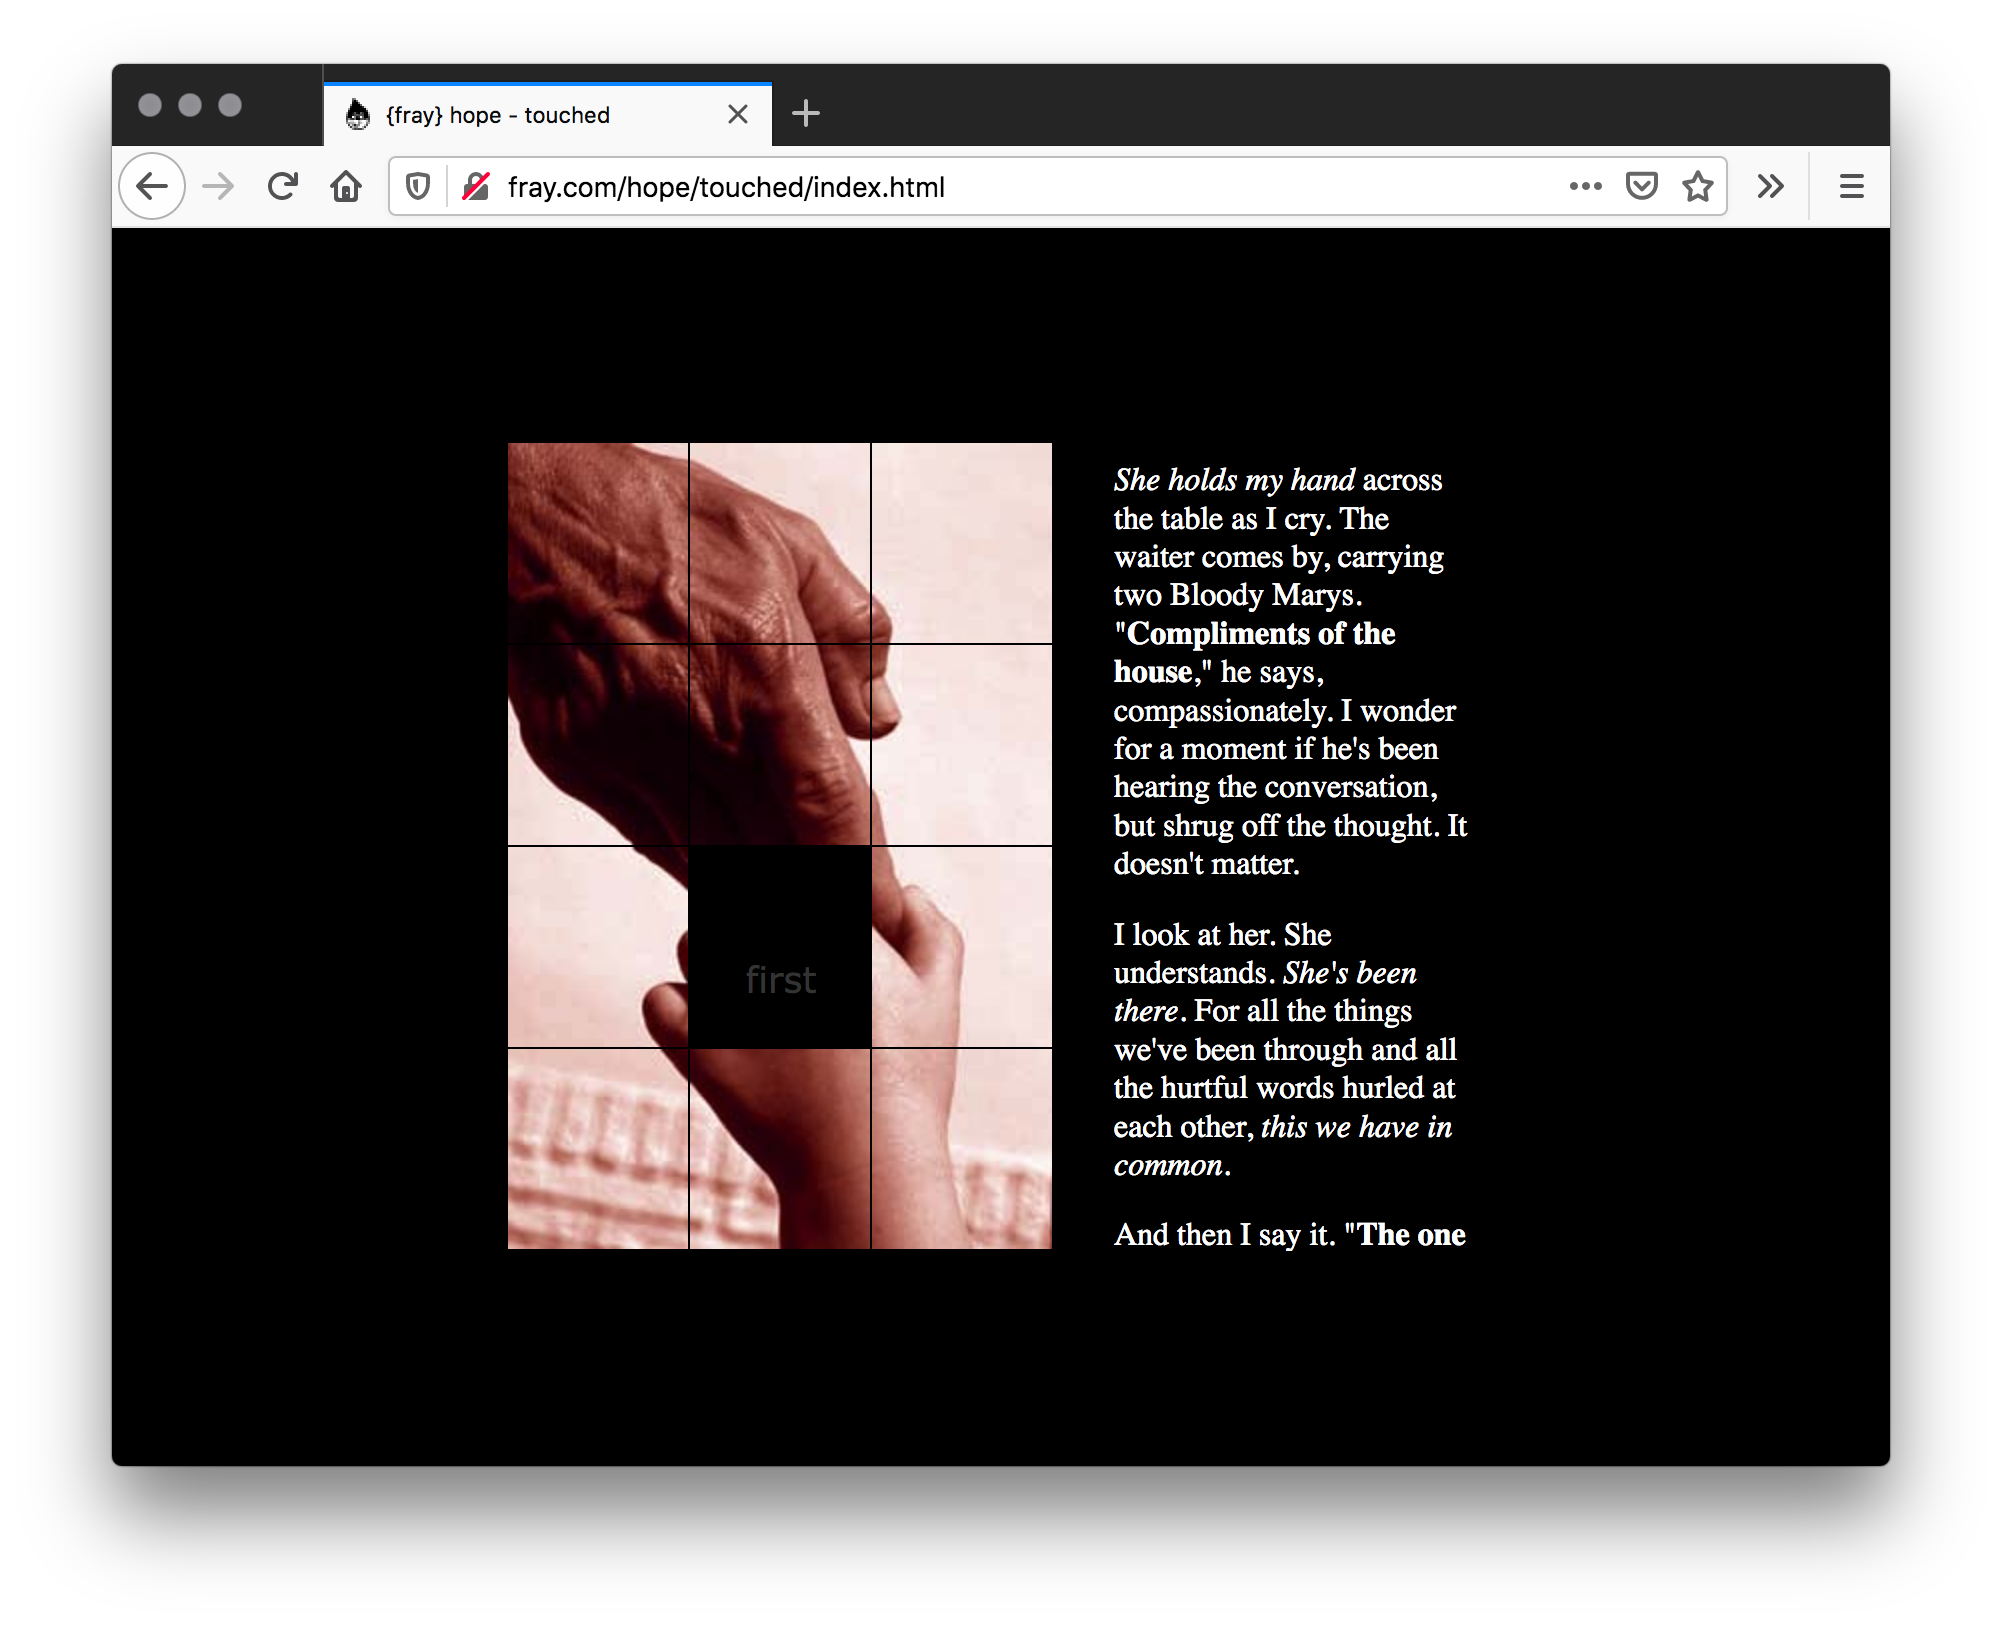 {fray} hope - touched
fray.com/hope/touched/index.html
She holds my hand across
the table as I cry. The
waiter comes by, carrying
two Bloody Marys.
"Compliments of the
house," he says,
compassionately. I wonder
for a moment if he's been
hearing the conversation,
but shrug off the thought. It
doesn't matter.
I look at her. She
understands. She's been
there. For all the things
we've been through and all
the hurtful words hurled at
each other, this we have in
common.
And then I say it. "The one
first